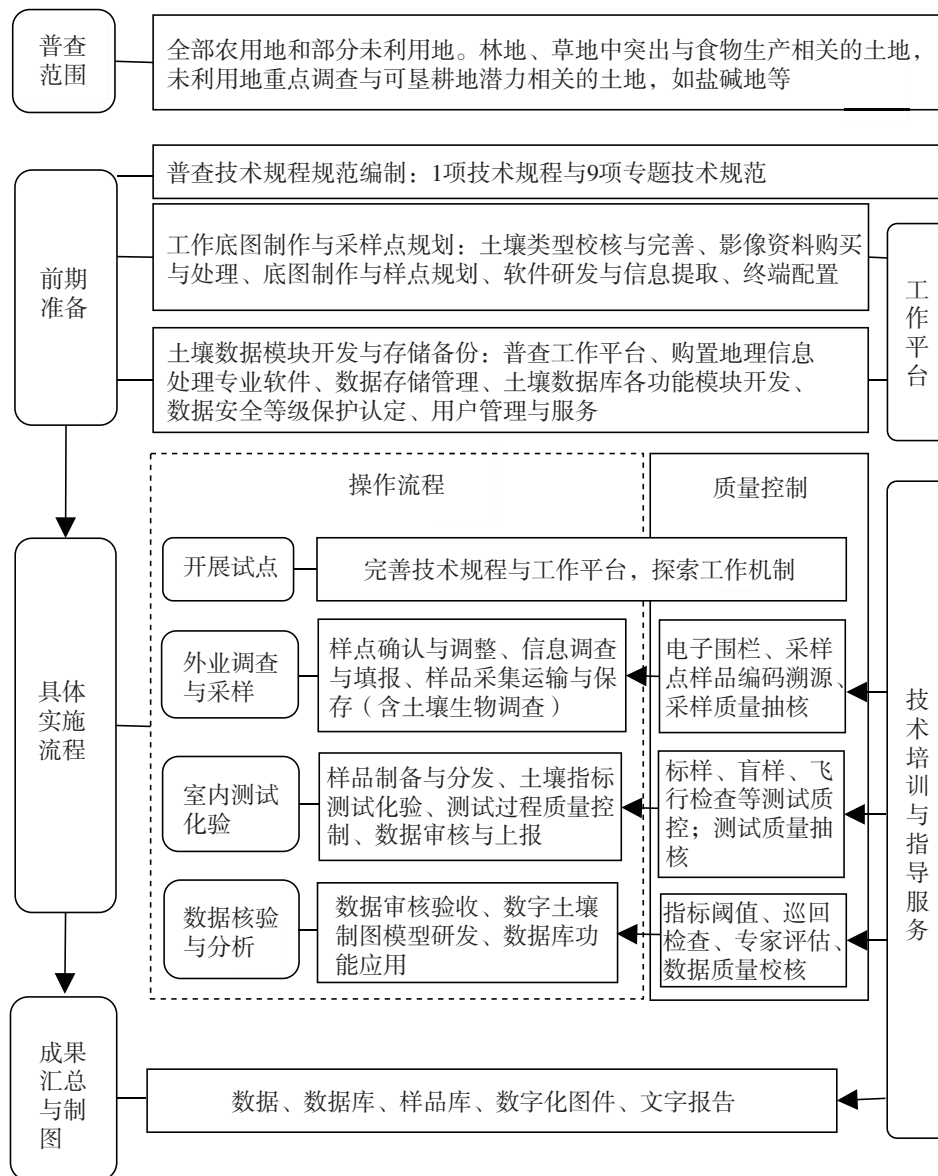 普查
范围
全部农用地和部分未利用地。林地、草地中突出与食物生产相关的土地，
未利用地重点调查与可垦耕地潜力相关的土地，如盐碱地等
前期
准备
普查技术规程规范编制：1项技术规程与9项专题技术规范
工作底图制作与采样点规划：土壤类型校核与完善、影像资料购买
与处理、底图制作与样点规划、软件研发与信息提取、终端配置
土壤数据模块开发与存储备份：普查工作平台、购置地理信息
处理专业软件、数据存储管理、土壤数据库各功能模块开发、
数据安全等级保护认定、用户管理与服务
工
作
平
台
具体
实施
流程
操作流程
质量控制
开展试点
完善技术规程与工作平台，探索工作机制
外业调查
与采样
样点确认与调整、信息调查
与填报、样品采集运输与保
存（含土壤生物调查）
电子围栏、采样
点样品编码溯源、
采样质量抽核
室内测试
化验
样品制备与分发、土壤指标
测试化验、测试过程质量控
制、数据审核与上报
标样、盲样、飞
行检查等测试质
控；测试质量抽
核
数据核验
与分析
数据审核验收、数字土壤
制图模型研发、数据库功
能应用
指标阈值、巡回
检查、专家评估、
数据质量校核
技
术
培
训
与
指
导
服
务
成果
汇总
与制
图
数据、数据库、样品库、数字化图件、文字报告